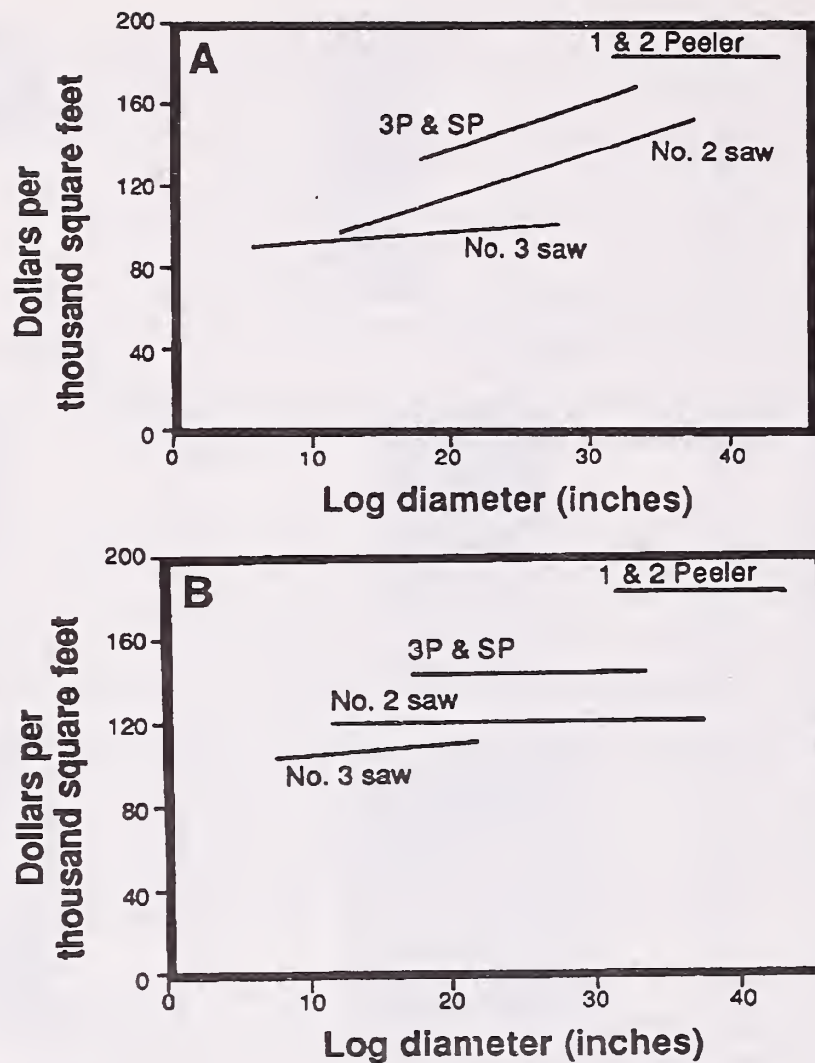 A
200
160
120
80
40
0
Dollars per
thousand square feet
1 & 2 Peeler
3P & SP
No. 2 saw
No. 3 saw
0 10 20 30 40
Log diameter (inches)
B
200
160
120
80
40
0
Dollars per
thousand square feet
1 & 2 Peeler
3P & SP
No. 2 saw
No. 3 saw
0 10 20 30 40
Log diameter (inches)